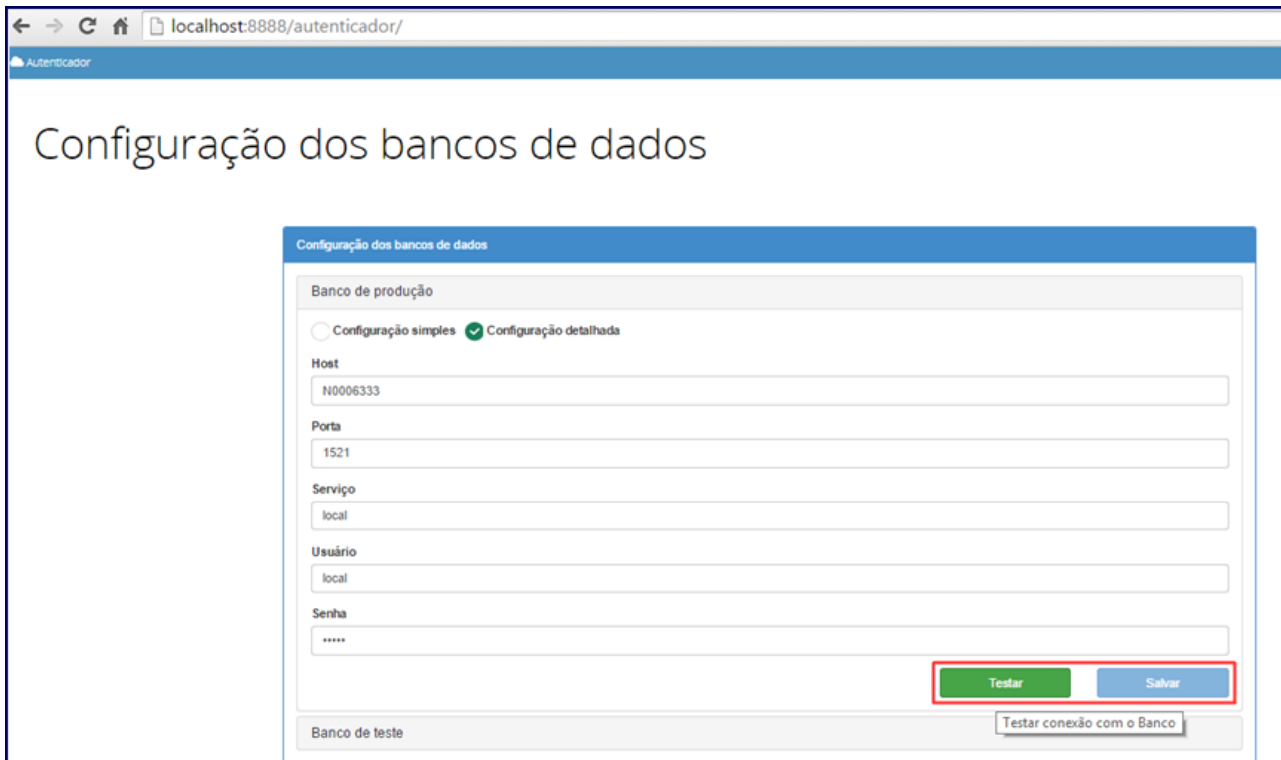 localhost:8888/autenticador/
Autenticador
Configuração dos bancos de dados
Configuração dos bancos de dados
Banco de produção
Configuração simples Configuração detalhada
Host
N0006333
Porta
1521
Serviço
local
Usuário
local
Senha
•••••
Testar Salvar
Testar conexão com o Banco
Banco de teste